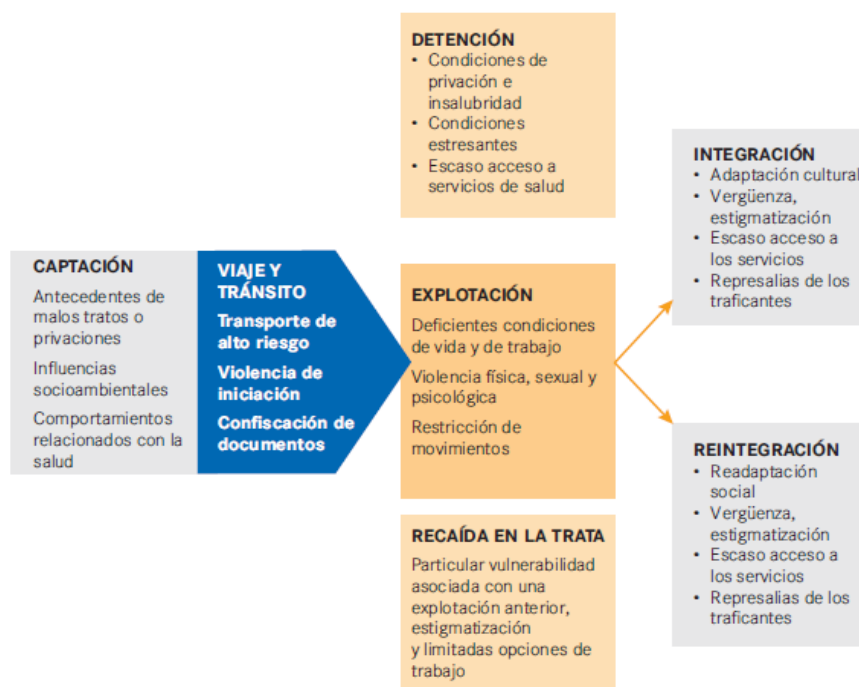 DETENCIÓN
• Condiciones de
privación e
insalubridad
• Condiciones
estresantes
• Escaso acceso a
servicios de salud
CAPTACIÓN
Antecedentes de
malos tratos o
privaciones
Influencias
socioambientales
Comportamientos
relacionados con la
salud
VIAJE Y
TRÁNSITO
Transporte de
alto riesgo
Violencia de
iniciación
Confiscación de
documentos
EXPLOTACIÓN
Deficientes condiciones
de vida y de trabajo
Violencia física, sexual y
psicológica
Restricción de
movimientos
RECAÍDA EN LA TRATA
Particular vulnerabilidad
asociada con una
explotación anterior,
estigmatización
y limitadas opciones de
trabajo
INTEGRACIÓN
• Adaptación cultural
• Vergüenza,
estigmatización
• Escaso acceso a
los servicios
• Represalias de los
traficantes
REINTEGRACIÓN
• Readaptación
social
• Vergüenza,
estigmatización
• Escaso acceso a
los servicios
• Represalias de los
traficantes